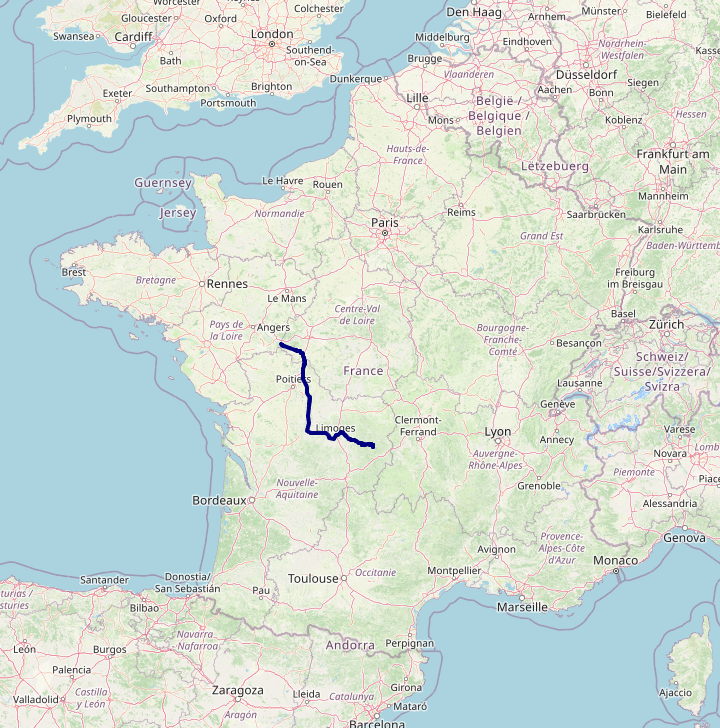 Worcester
Colchester
Den Haag
Arnhem
Münster
Bielefeld
Gloucester
Oxford
Swansea
Cardiff
London
Middelburg
Eindhoven
Nordrhein-
Westfalen
Bath
Southend-
on-Sea
Brugge
Vlaanderen
Düsseldorf
Dunkerque
Exeter
Southampton
Brighton
Portsmouth
Lille
België /
Belgique /
Belgien
Aachen
Siegen
Bonn
Koblenz
Plymouth
Mons
Hessen
Hauts-de-
France
Lëtzebuerg
Frankfurt am
Main
Guernsey
Le Havre
Rouen
Mannheim
Jersey
Normandie
Paris
Reims
Saarbrücken
Karlsruhe
Grand Est
Brest
Bretagne
Rennes
Le Mans
Freiburg
im Breisgau
Centre-Val
de Loire
Basel
Pays de
la Loire
Angers
Bourgogne-
Franche-
Comté
Besançon
Zürich
Schweiz/
Suisse/Svizzera/
Svizra
Poitiers
France
Lausanne
Genève
Limoges
Clermont-
Ferrand
Lyon
Annecy
Varese
Novara
Auvergne-
Rhône-Alpes
Piemonte
Nouvelle-
Aquitaine
Grenoble
Bordeaux
Alessandria
Genova
Provence-
Alpes-Côte
d'Azur
Avignon
Monaco
Santander
Donostia/
San Sebastián
Toulouse
Occitanie
Montpellier
Pau
Marseille
Bilbao
Navarra
- Nafarroa
León
Burgos
Andorra
Perpignan
Palencia
Zaragoza
Lleida
Girona
Catalunya
Mataró
Valladolid
Castilla
y León
Aragón
Barcelona
Ajaccio